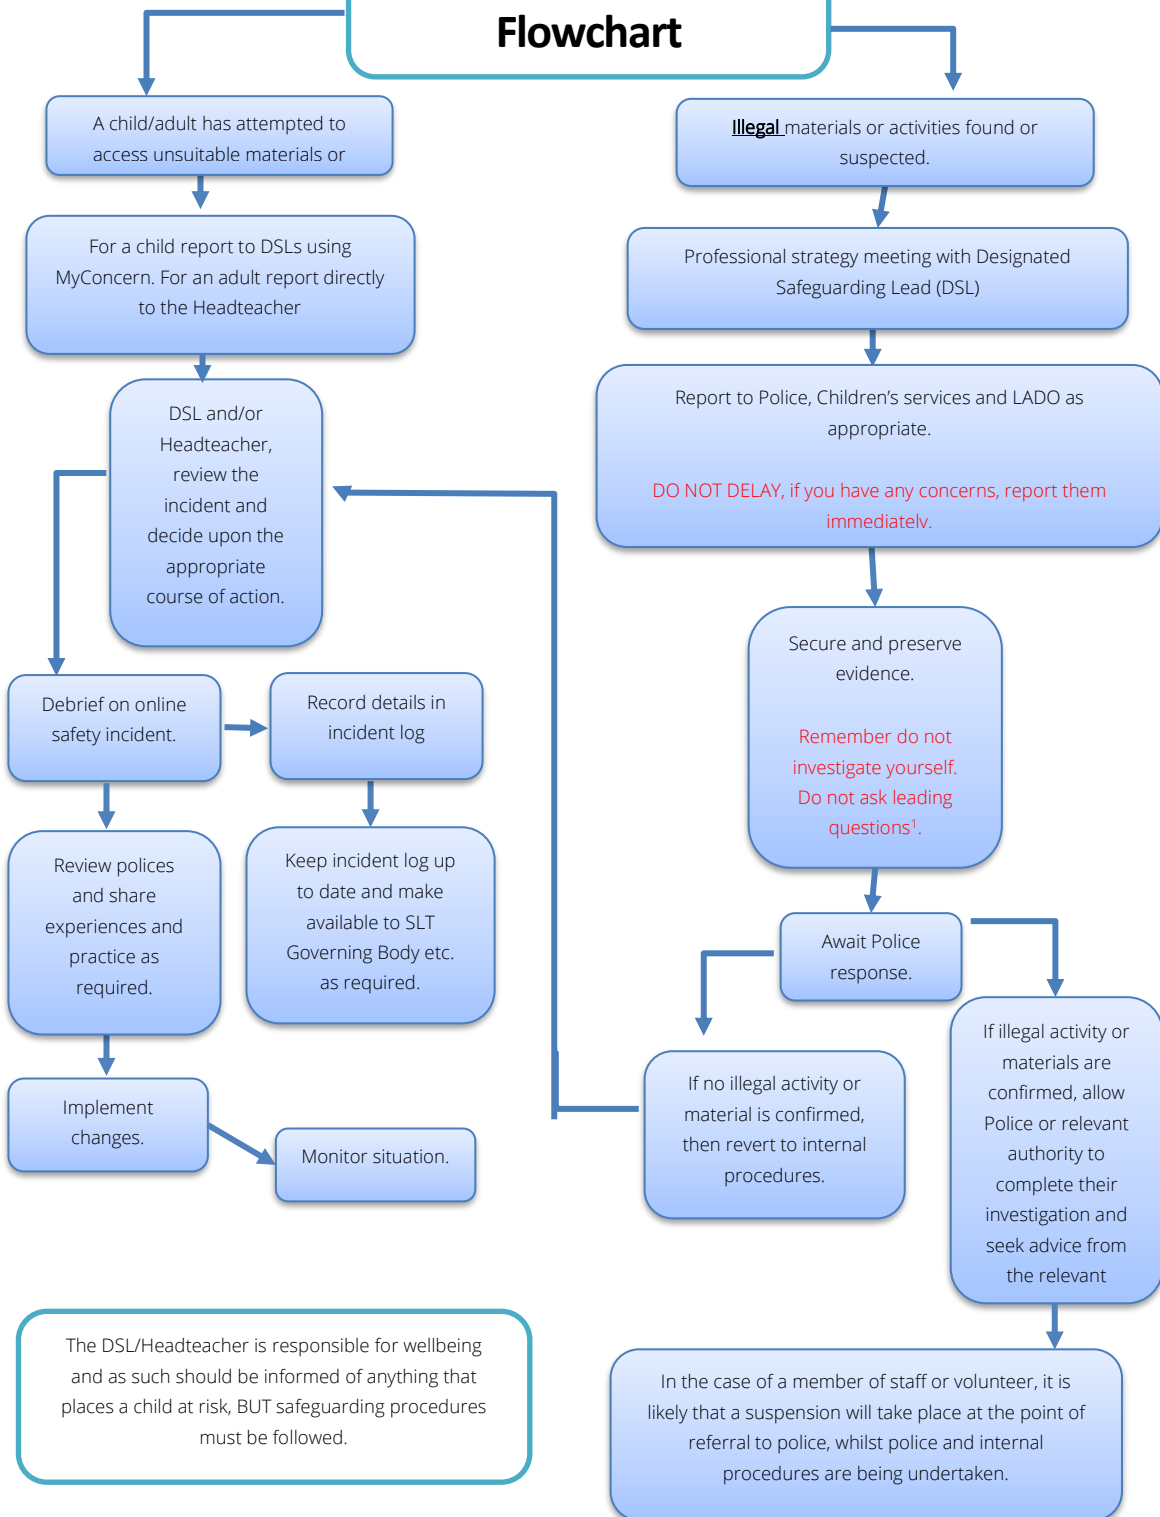 Flowchart
A child/adult has attempted to
access unsuitable materials or
For a child report to DSLs using
MyConcern. For an adult report directly
to the Headteacher
DSL and/or
Headteacher,
review the
incident and
decide upon the
appropriate
course of action.
Debrief on online
safety incident.
Record details in
incident log
Review polices
and share
experiences and
practice as
required.
Keep incident log up
to date and make
available to SLT
Governing Body etc.
as required.
Implement
changes.
Monitor situation.
Illegal materials or activities found or
suspected.
Professional strategy meeting with Designated
Safeguarding Lead (DSL)
Report to Police, Children’s services and LADO as
appropriate.
DO NOT DELAY, if you have any concerns, report them
immediately.
Secure and preserve
evidence.
Remember do not
investigate yourself.
Do not ask leading
questions¹.
Await Police
response.
If no illegal activity or
material is confirmed,
then revert to internal
procedures.
If illegal activity or
materials are
confirmed, allow
Police or relevant
authority to
complete their
investigation and
seek advice from
the relevant
In the case of a member of staff or volunteer, it is
likely that a suspension will take place at the point of
referral to police, whilst police and internal
procedures are being undertaken.
The DSL/Headteacher is responsible for wellbeing
and as such should be informed of anything that
places a child at risk, BUT safeguarding procedures
must be followed.